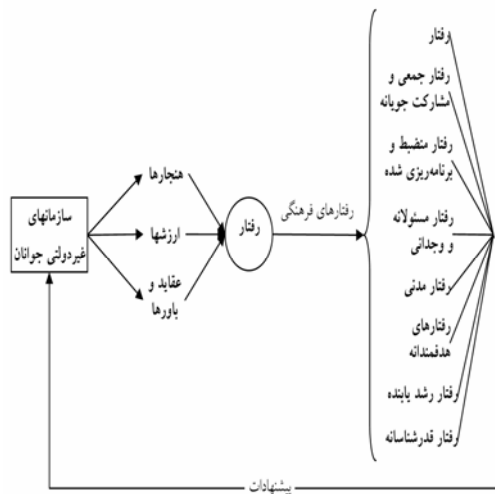 رفتار
رفتار جمعی و
مشارکت جویانه
رفتار منضبط و
برنامه‌ریزی شده
رفتار مسئولانه
و وجدانی
رفتار مدنی
رفتارهای
هدفمندانه
رفتار رشد یابنده
رفتار قدرشناسانه
رفتارهای فرهنگی
رفتار
هنجارها
ارزشها
عقاید و
باورها
سازمانهای
غیردولتی جوانان
پیشنهادات